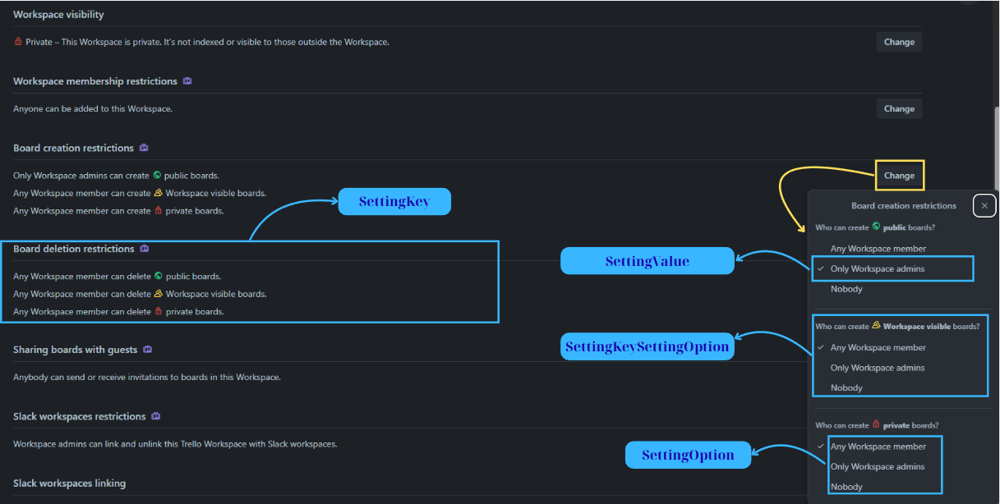 Workspace visibility
Private – This Workspace is private. It's not indexed or visible to those outside the Workspace.
Change
Workspace membership restrictions
Anyone can be added to this Workspace.
Change
Board creation restrictions
Only Workspace admins can create public boards.
Any Workspace member can create Workspace visible boards.
Any Workspace member can create private boards.
Change
SettingKey
Board deletion restrictions
Any Workspace member can delete public boards.
Any Workspace member can delete Workspace visible boards.
Any Workspace member can delete private boards.
Sharing boards with guests
Anybody can send or receive invitations to boards in this Workspace.
Slack workspaces restrictions
Workspace admins can link and unlink this Trello Workspace with Slack workspaces.
Slack workspaces linking
SettingValue
SettingKeySettingOption
SettingOption
Board creation restrictions
Who can create public boards?
Any Workspace member
Only Workspace admins
Nobody
Who can create Workspace visible boards?
Any Workspace member
Only Workspace admins
Nobody
Who can create private boards?
Any Workspace member
Only Workspace admins
Nobody